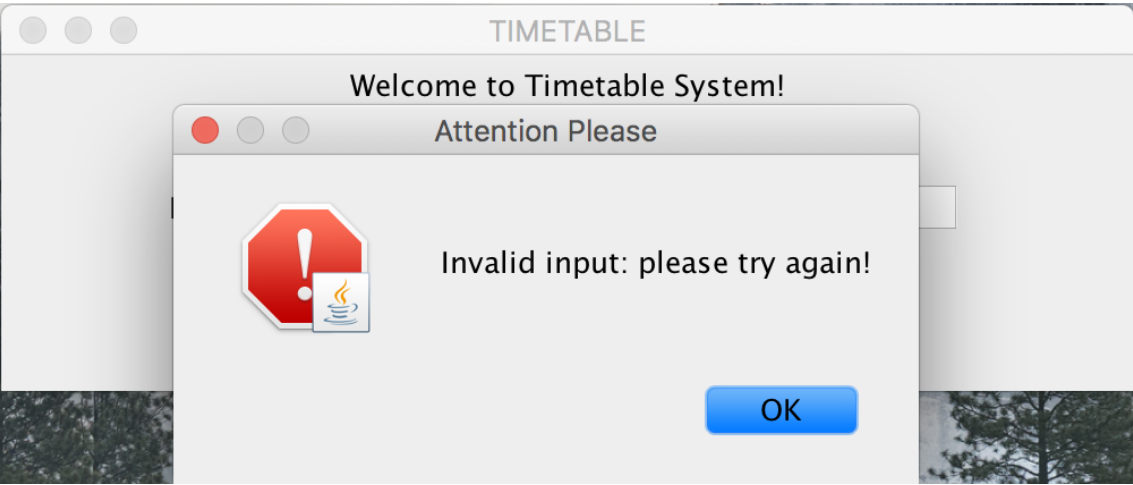 TIMETABLE
Welcome to Timetable System!
Attention Please
Invalid input: please try again!
OK